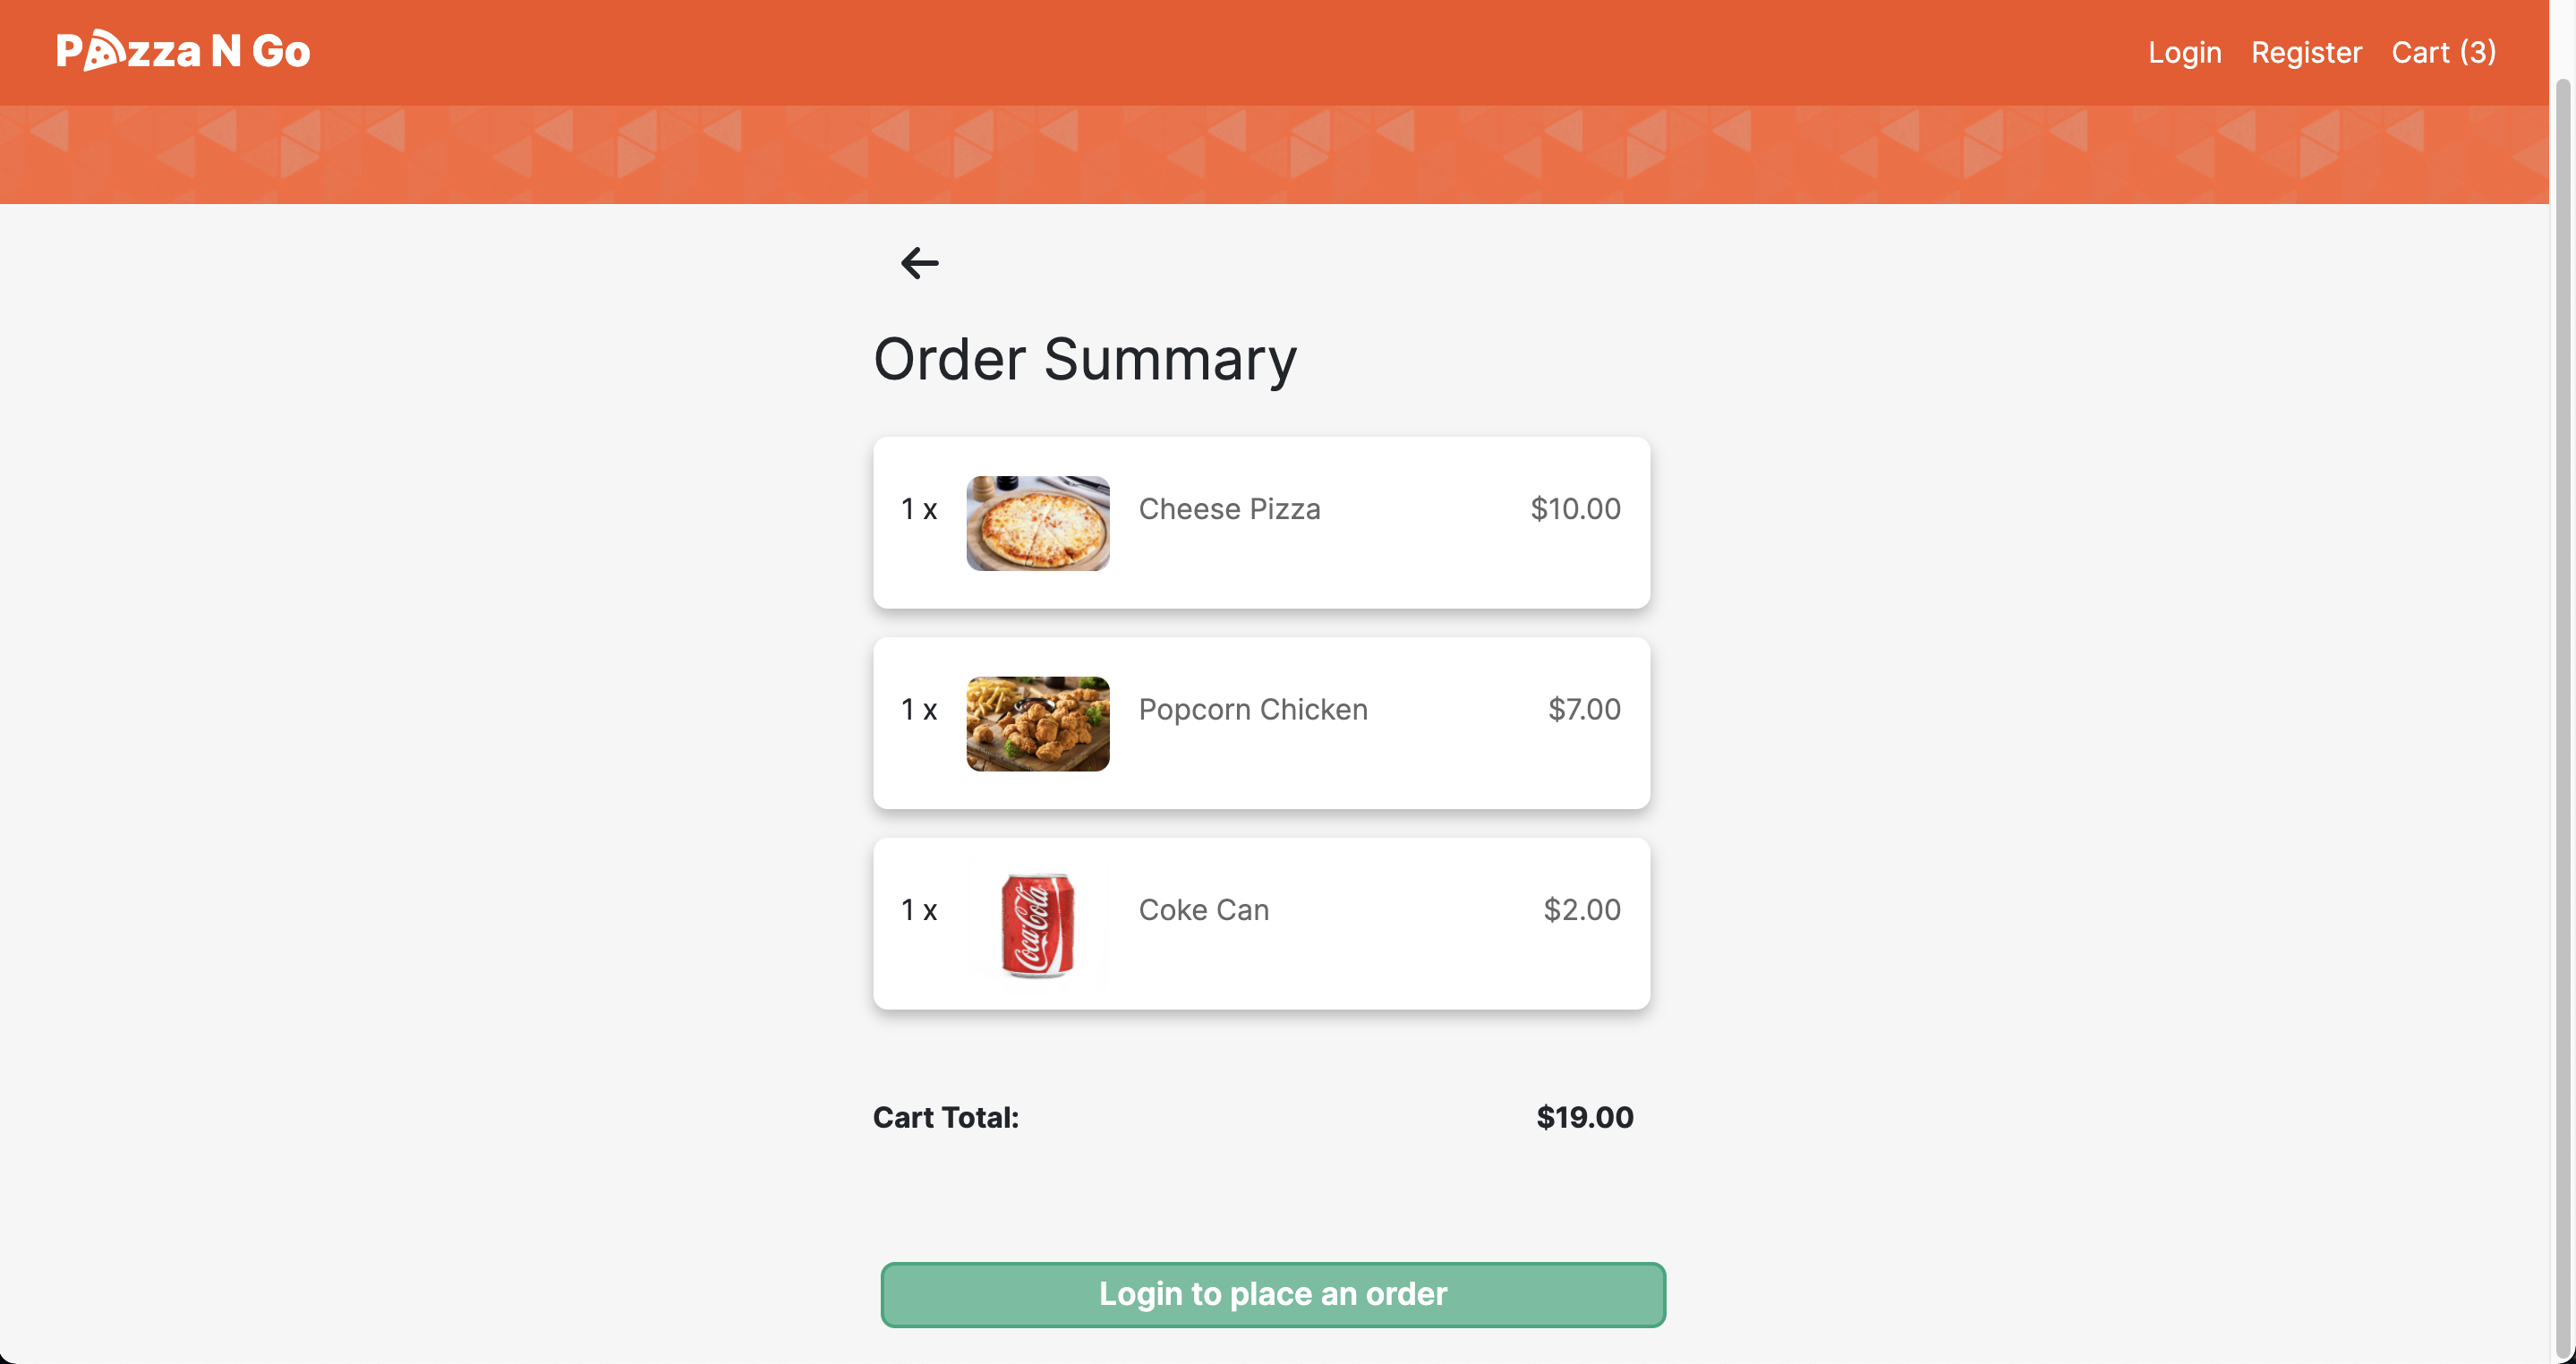 Pizza N Go
Login Register Cart (3)
Order Summary
1 x Cheese Pizza $10.00
1 x Popcorn Chicken $7.00
1 x Coca-Cola Coke Can $2.00
Cart Total: $19.00
Login to place an order